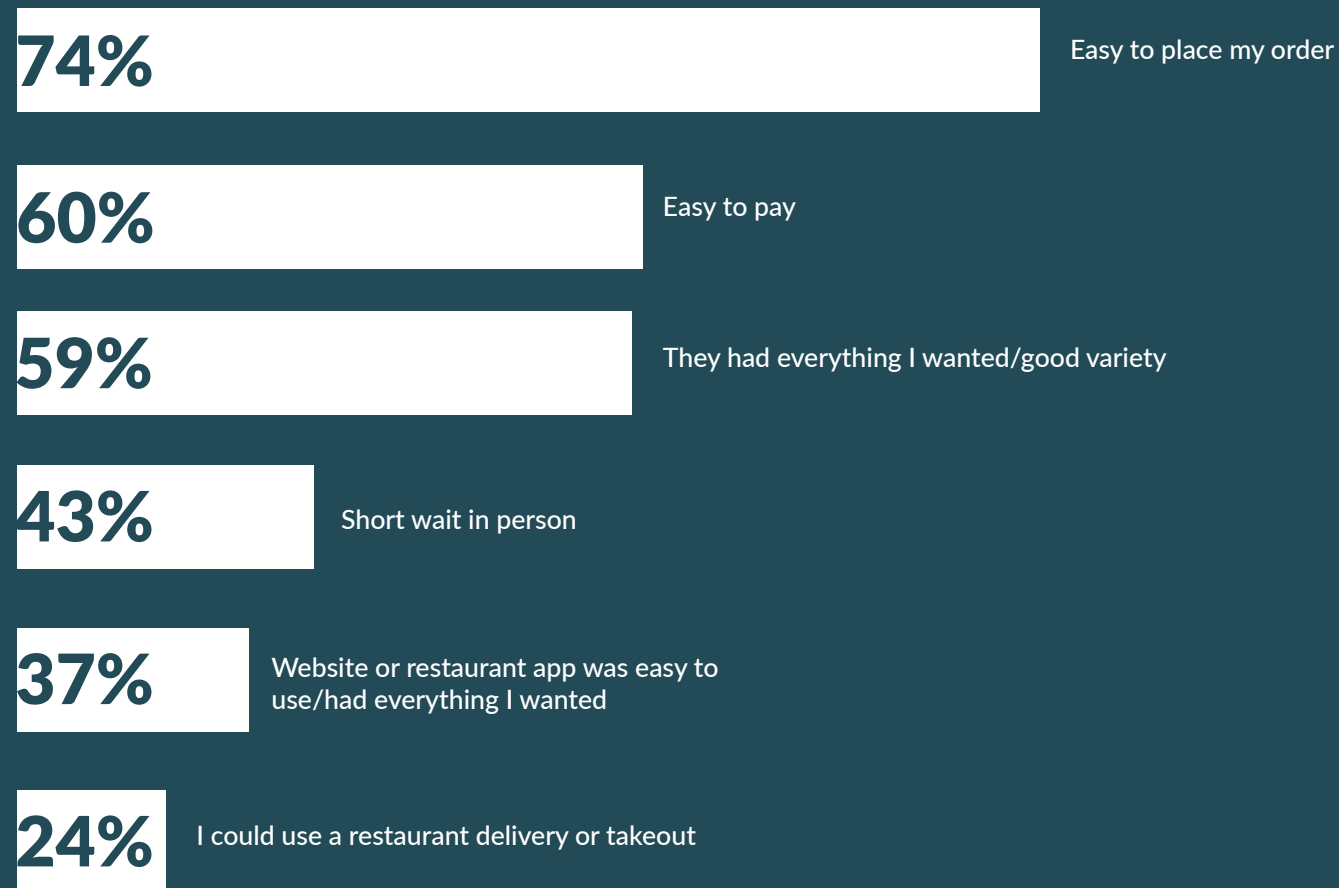 74%
Easy to place my order
60%
Easy to pay
59%
They had everything I wanted/good variety
43%
Short wait in person
37%
Website or restaurant app was easy to
use/had everything I wanted
24%
I could use a restaurant delivery or takeout